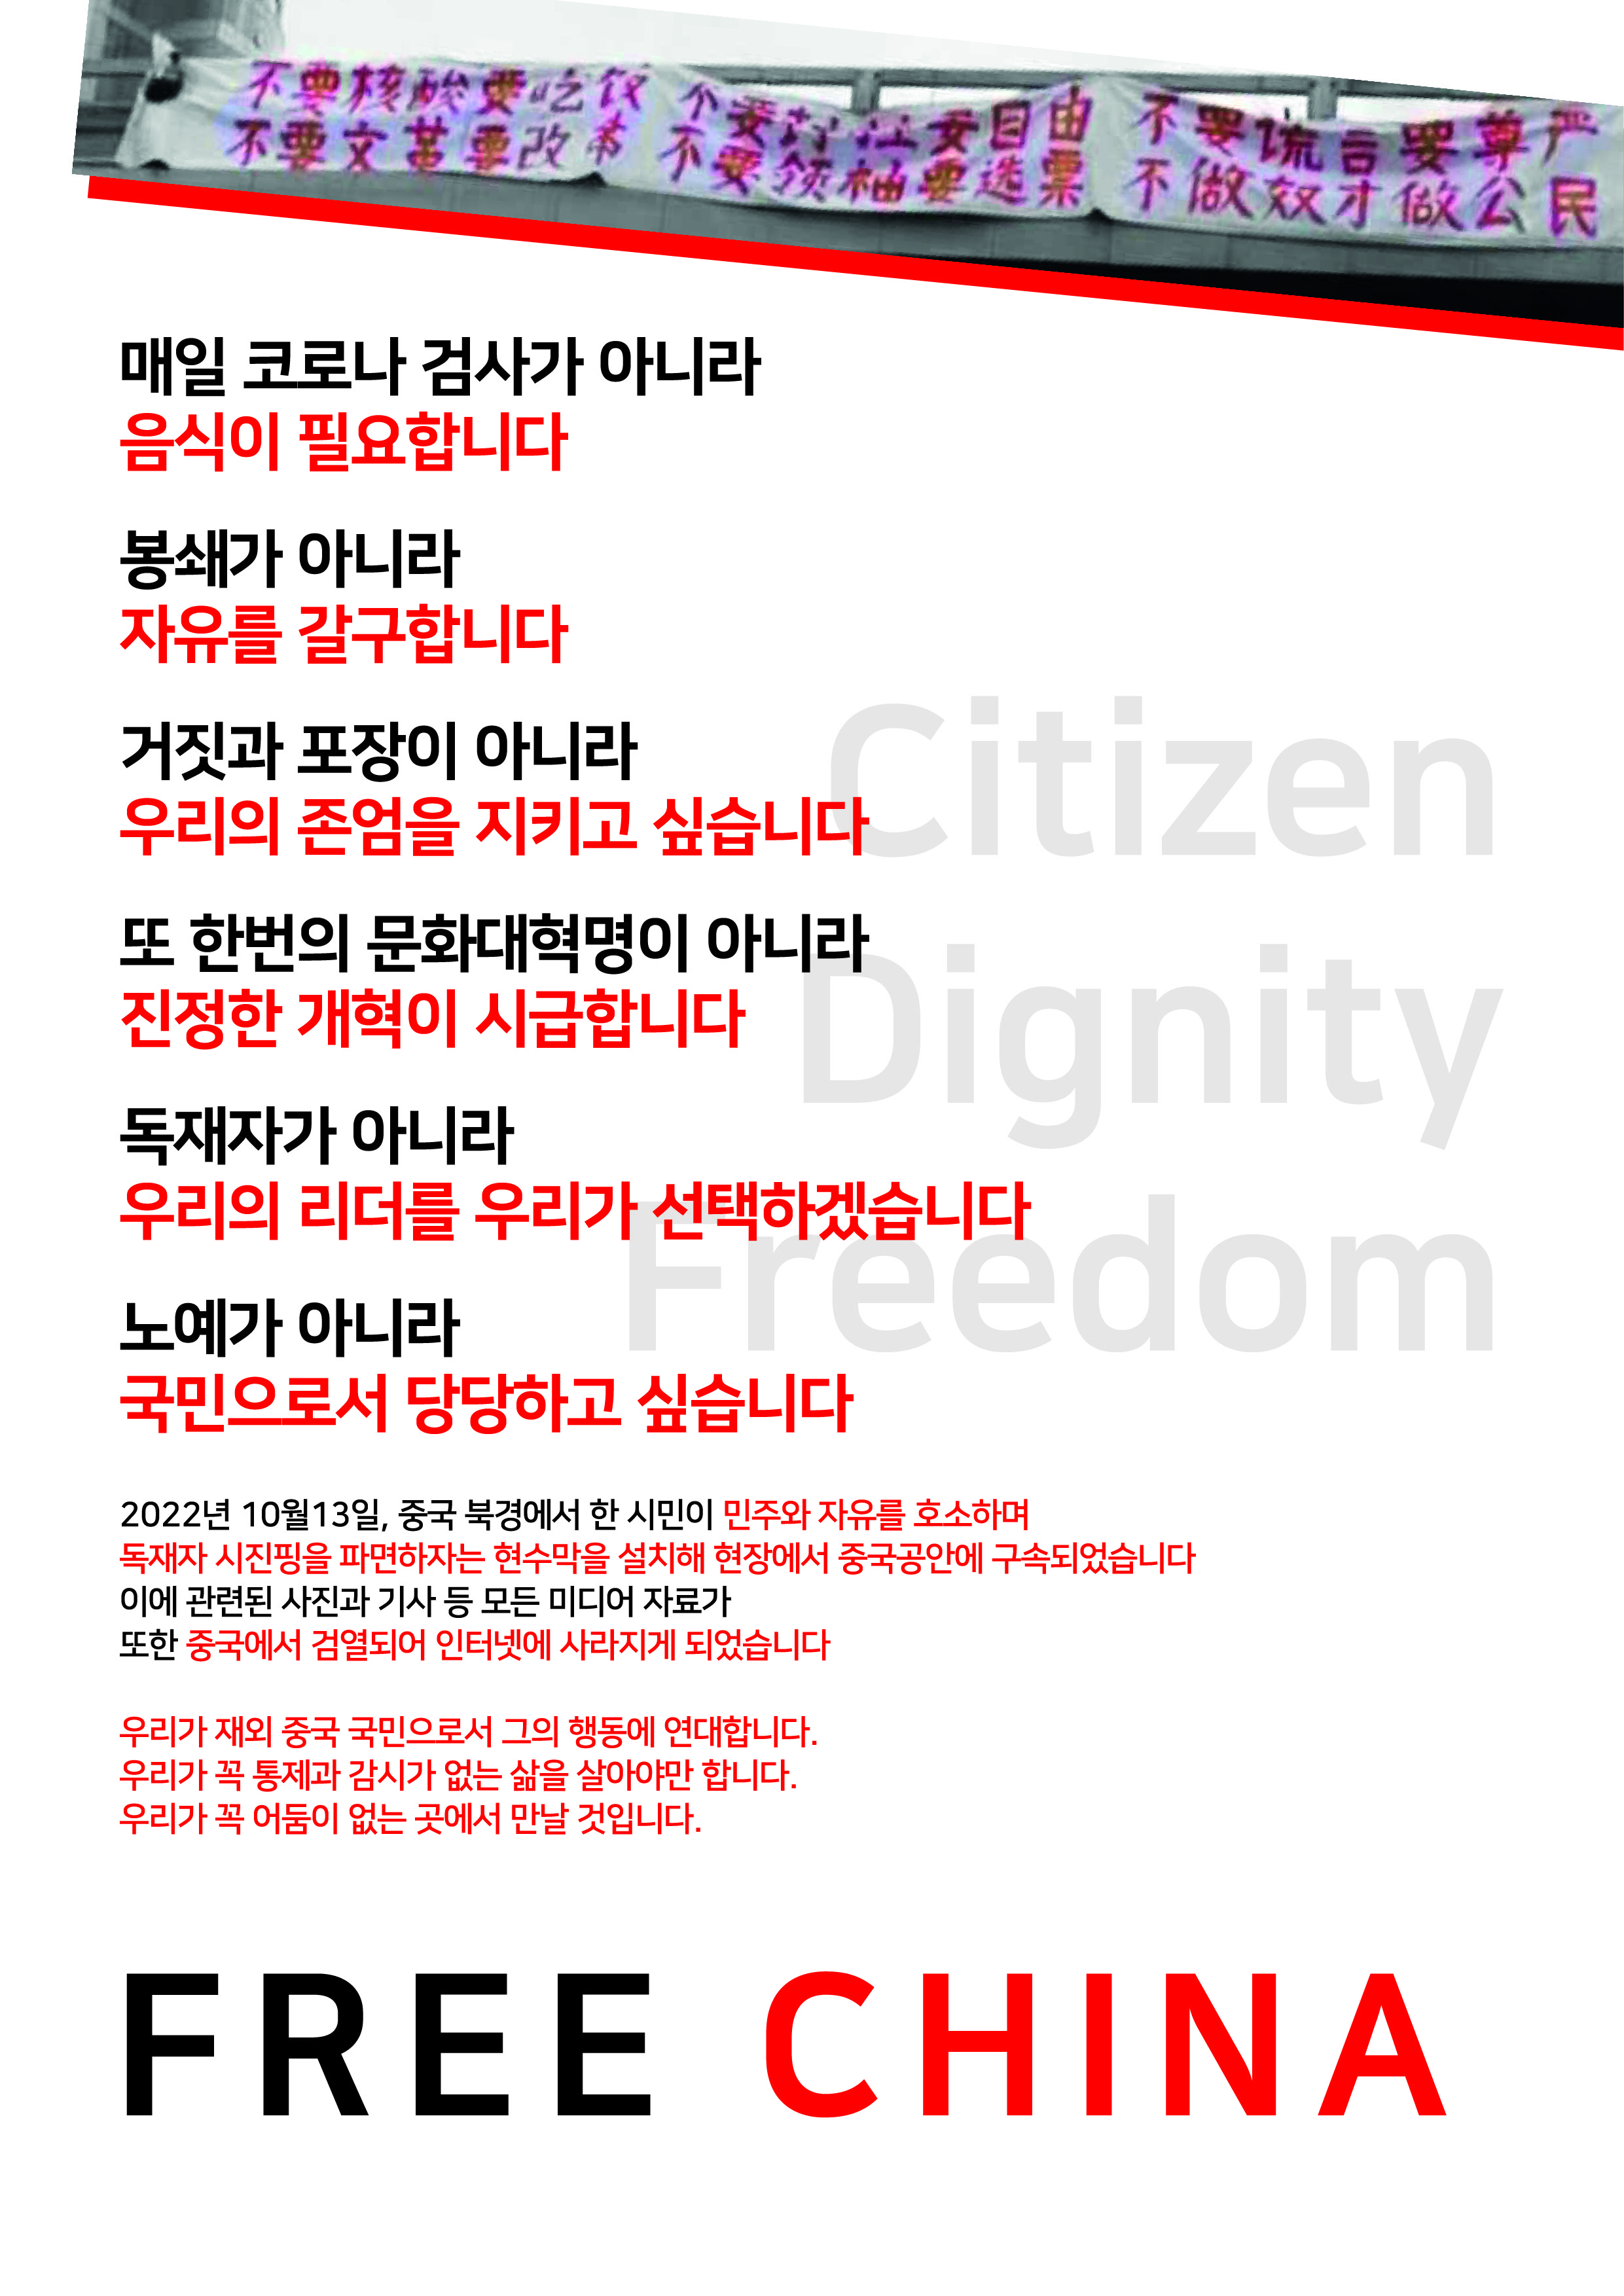 不要核酸要吃饭 不要 要自由 不要谎言要尊严
不要文革要改 不要领袖要选票 不做奴才做公民
매일 코로나 검사가 아니라
음식이 필요합니다
봉쇄가 아니라
자유를 갈구합니다
거짓과 포장이 아니라
우리의 존엄을 지키고 싶습니다
또 한번의 문화대혁명이 아니라
진정한 개혁이 시급합니다
독재자가 아니라
우리의 리더를 우리가 선택하겠습니다
노예가 아니라
국민으로서 당당하고 싶습니다
Citizen
Dignity
Freedom
2022년 10월13일, 중국 북경에서 한 시민이 민주와 자유를 호소하며
독재자 시진핑을 파면하자는 현수막을 설치해 현장에서 중국공안에 구속되었습니다
이에 관련된 사진과 기사 등 모든 미디어 자료가
또한 중국에서 검열되어 인터넷에 사라지게 되었습니다
우리가 재외 중국 국민으로서 그의 행동에 연대합니다.
우리가 꼭 통제과 감시가 없는 삶을 살아야만 합니다.
우리가 꼭 어둠이 없는 곳에서 만날 것입니다.
FREE CHINA